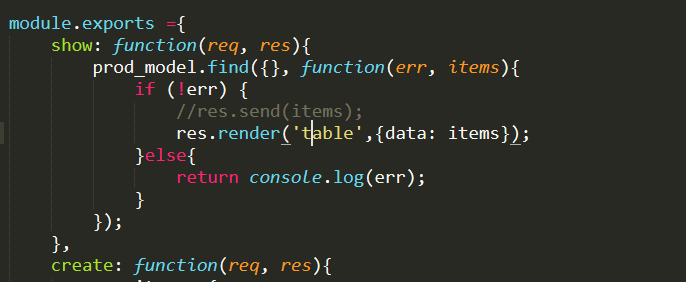 module.exports ={
    show: function(req, res){
        prod_model.find({}, function(err, items){
            if (!err) {
                //res.send(items);
                res.render('table',{data: items});
            }else{
                return console.log(err);
            }
        });
    },
    create: function(req, res){